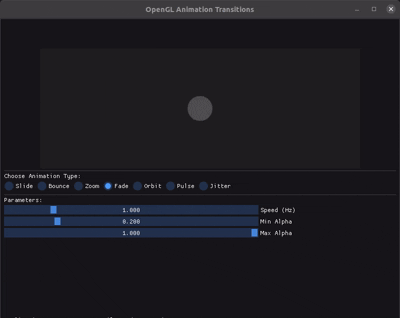 OpenGL Animation Transitions
Choose Animation Type:
Slide Bounce Zoom Fade Orbit Pulse Jitter
Parameters:
1.000 Speed (Hz)
0.200 Min Alpha
1.000 Max Alpha